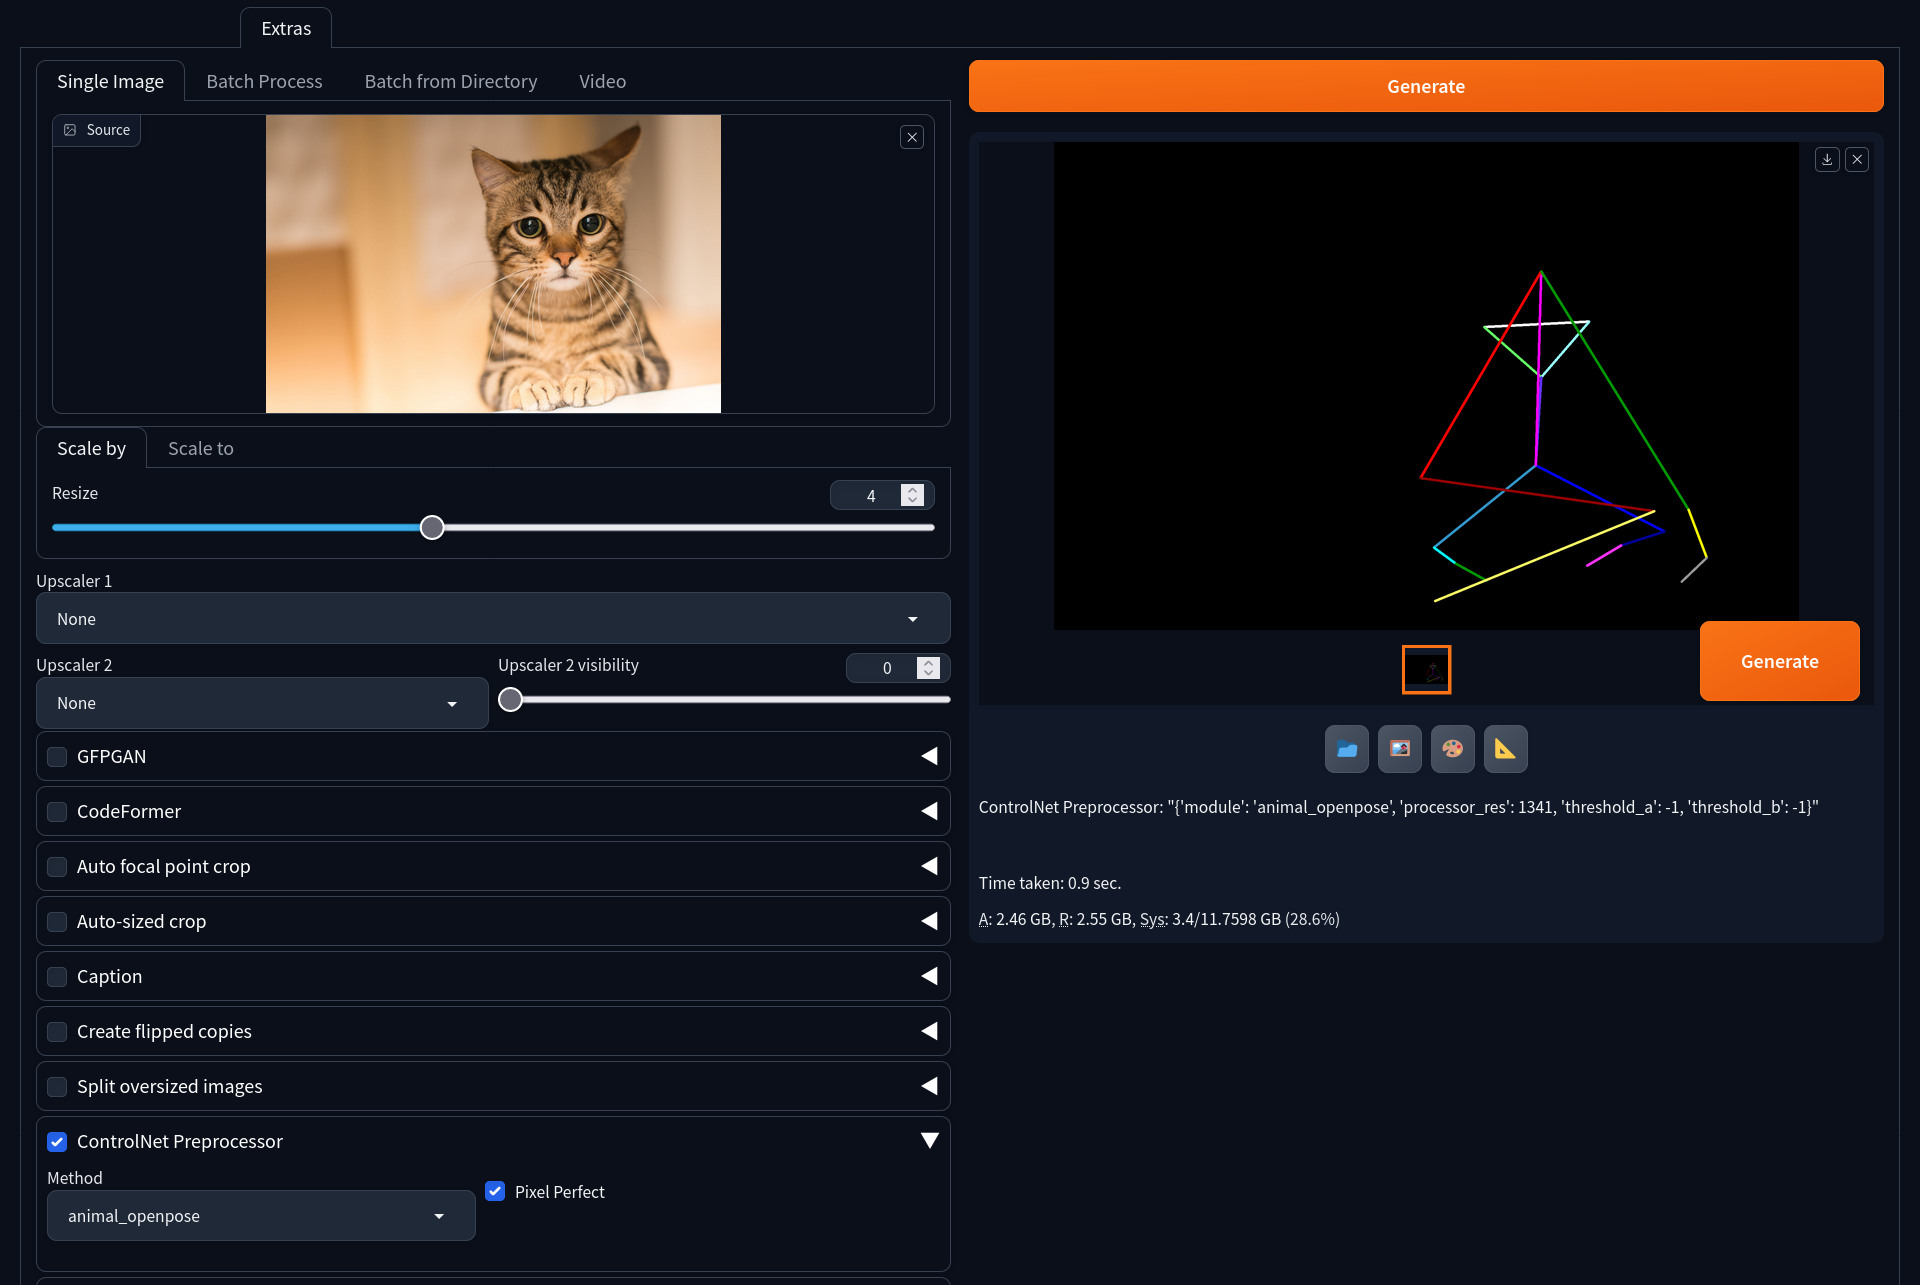 Extras
Single Image
Batch Process
Batch from Directory
Video
Source
Generate
Scale by
Scale to
Resize
4
Upscaler 1
None
Upscaler 2
None
Upscaler 2 visibility
0
GFPGAN
CodeFormer
Auto focal point crop
Auto-sized crop
Caption
Create flipped copies
Split oversized images
ControlNet Preprocessor
Method
animal_openpose
Pixel Perfect
Generate
ControlNet Preprocessor: "{'module': 'animal_openpose', 'processor_res': 1341, 'threshold_a': -1, 'threshold_b': -1}"
Time taken: 0.9 sec.
A: 2.46 GB, R: 2.55 GB, Sys: 3.4/11.7598 GB (28.6%)